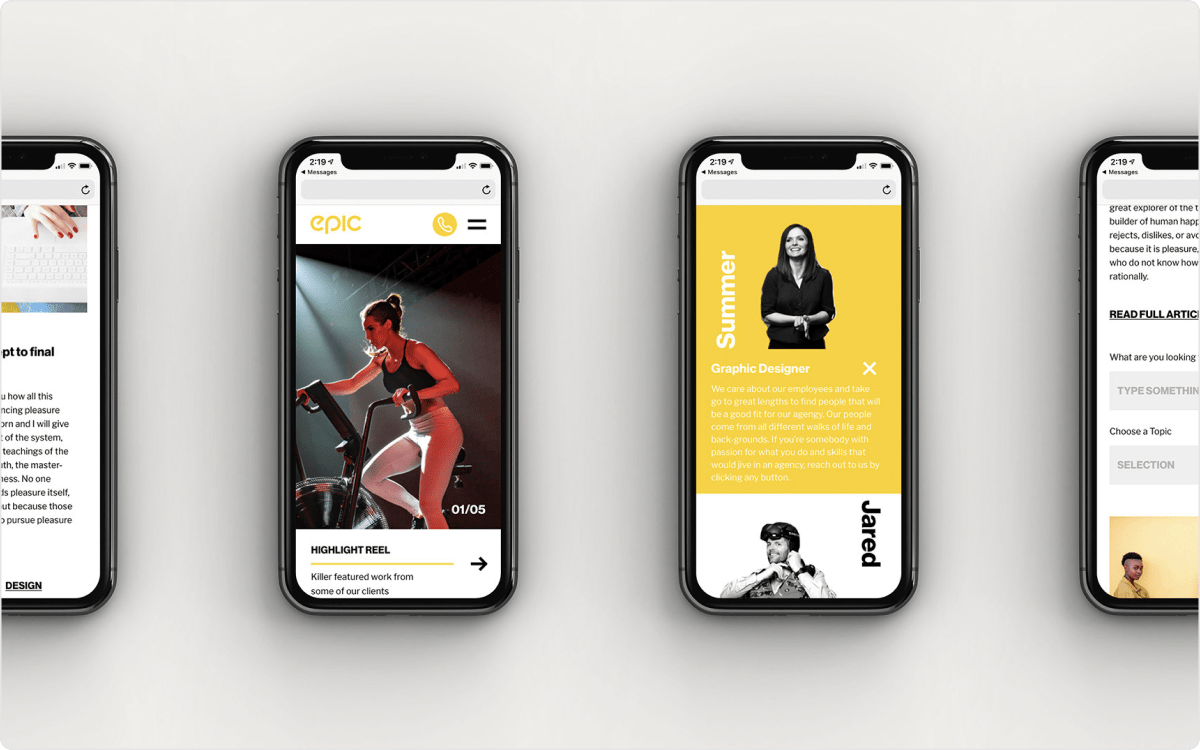 pt to final
u how all this
ncing pleasure
orn and I will give
t of the system,
teachings of the
uth, the master-
ness. No one
ds pleasure itself,
ut because those
o pursue pleasure
DESIGN
2:19
Messages
epic
01/05
HIGHLIGHT REEL
Killer featured work from
some of our clients
2:19
Messages
Summer
Graphic Designer
We care about our employees and take
go to great lengths to find people that will
be a good fit for our agengy. Our people
come from all different walks of life and
back-grounds. If you're somebody with
passion for what you do and skills that
would jive in an agency, reach out to us by
clicking any button.
Jared
2:19
Messages
great explorer of the t
builder of human happ
rejects, dislikes, or avo
because it is pleasure,
who do not know how
rationally.
READ FULL ARTIC
What are you looking
TYPE SOMETHIN
Choose a Topic
SELECTION